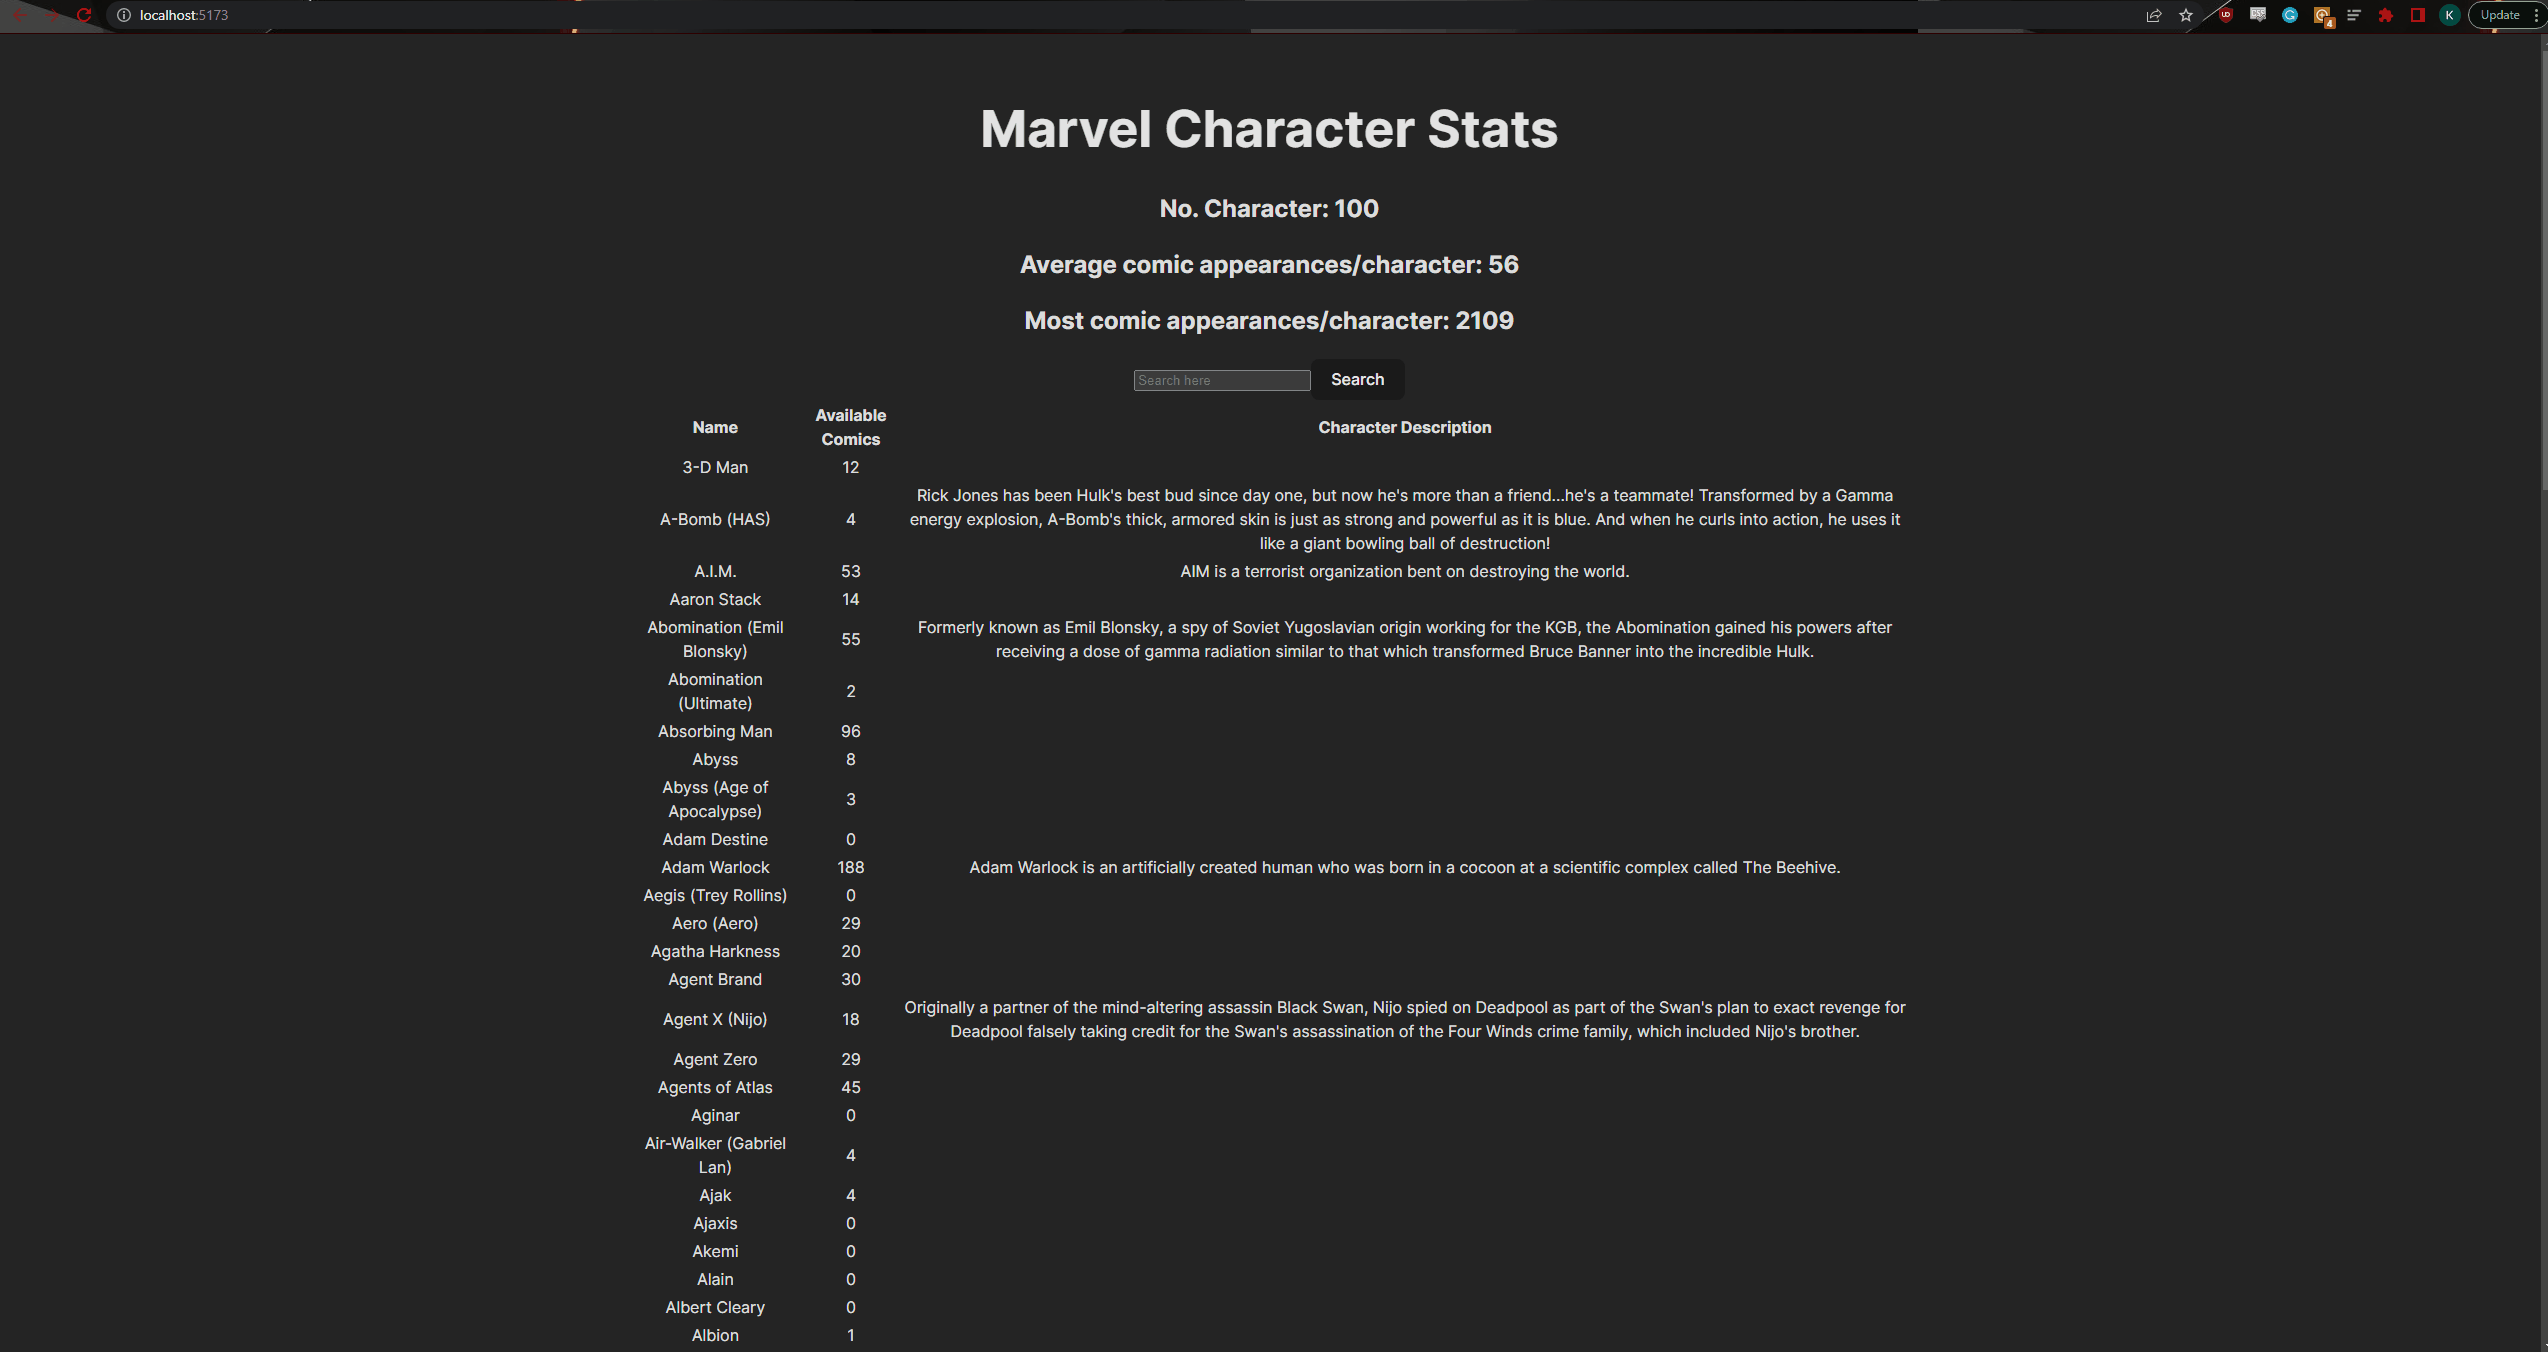 localhost:5173
4
K
Update
Marvel Character Stats
No. Character: 100
Average comic appearances/character: 56
Most comic appearances/character: 2109
Search here
Search
Name
Available
Comics
Character Description
3-D Man 12
A-Bomb (HAS) 4
Rick Jones has been Hulk's best bud since day one, but now he's more than a friend...he's a teammate! Transformed by a Gamma
energy explosion, A-Bomb's thick, armored skin is just as strong and powerful as it is blue. And when he curls into action, he uses it
like a giant bowling ball of destruction!
A.I.M. 53 AIM is a terrorist organization bent on destroying the world.
Aaron Stack 14
Abomination (Emil
Blonsky)
55
Formerly known as Emil Blonsky, a spy of Soviet Yugoslavian origin working for the KGB, the Abomination gained his powers after
receiving a dose of gamma radiation similar to that which transformed Bruce Banner into the incredible Hulk.
Abomination
(Ultimate)
2
Absorbing Man 96
Abyss 8
Abyss (Age of
Apocalypse)
3
Adam Destine 0
Adam Warlock 188 Adam Warlock is an artificially created human who was born in a cocoon at a scientific complex called The Beehive.
Aegis (Trey Rollins) 0
Aero (Aero) 29
Agatha Harkness 20
Agent Brand 30
Agent X (Nijo) 18
Originally a partner of the mind-altering assassin Black Swan, Nijo spied on Deadpool as part of the Swan's plan to exact revenge for
Deadpool falsely taking credit for the Swan's assassination of the Four Winds crime family, which included Nijo's brother.
Agent Zero 29
Agents of Atlas 45
Aginar 0
Air-Walker (Gabriel
Lan)
4
Ajak 4
Ajaxis 0
Akemi 0
Alain 0
Albert Cleary 0
Albion 1